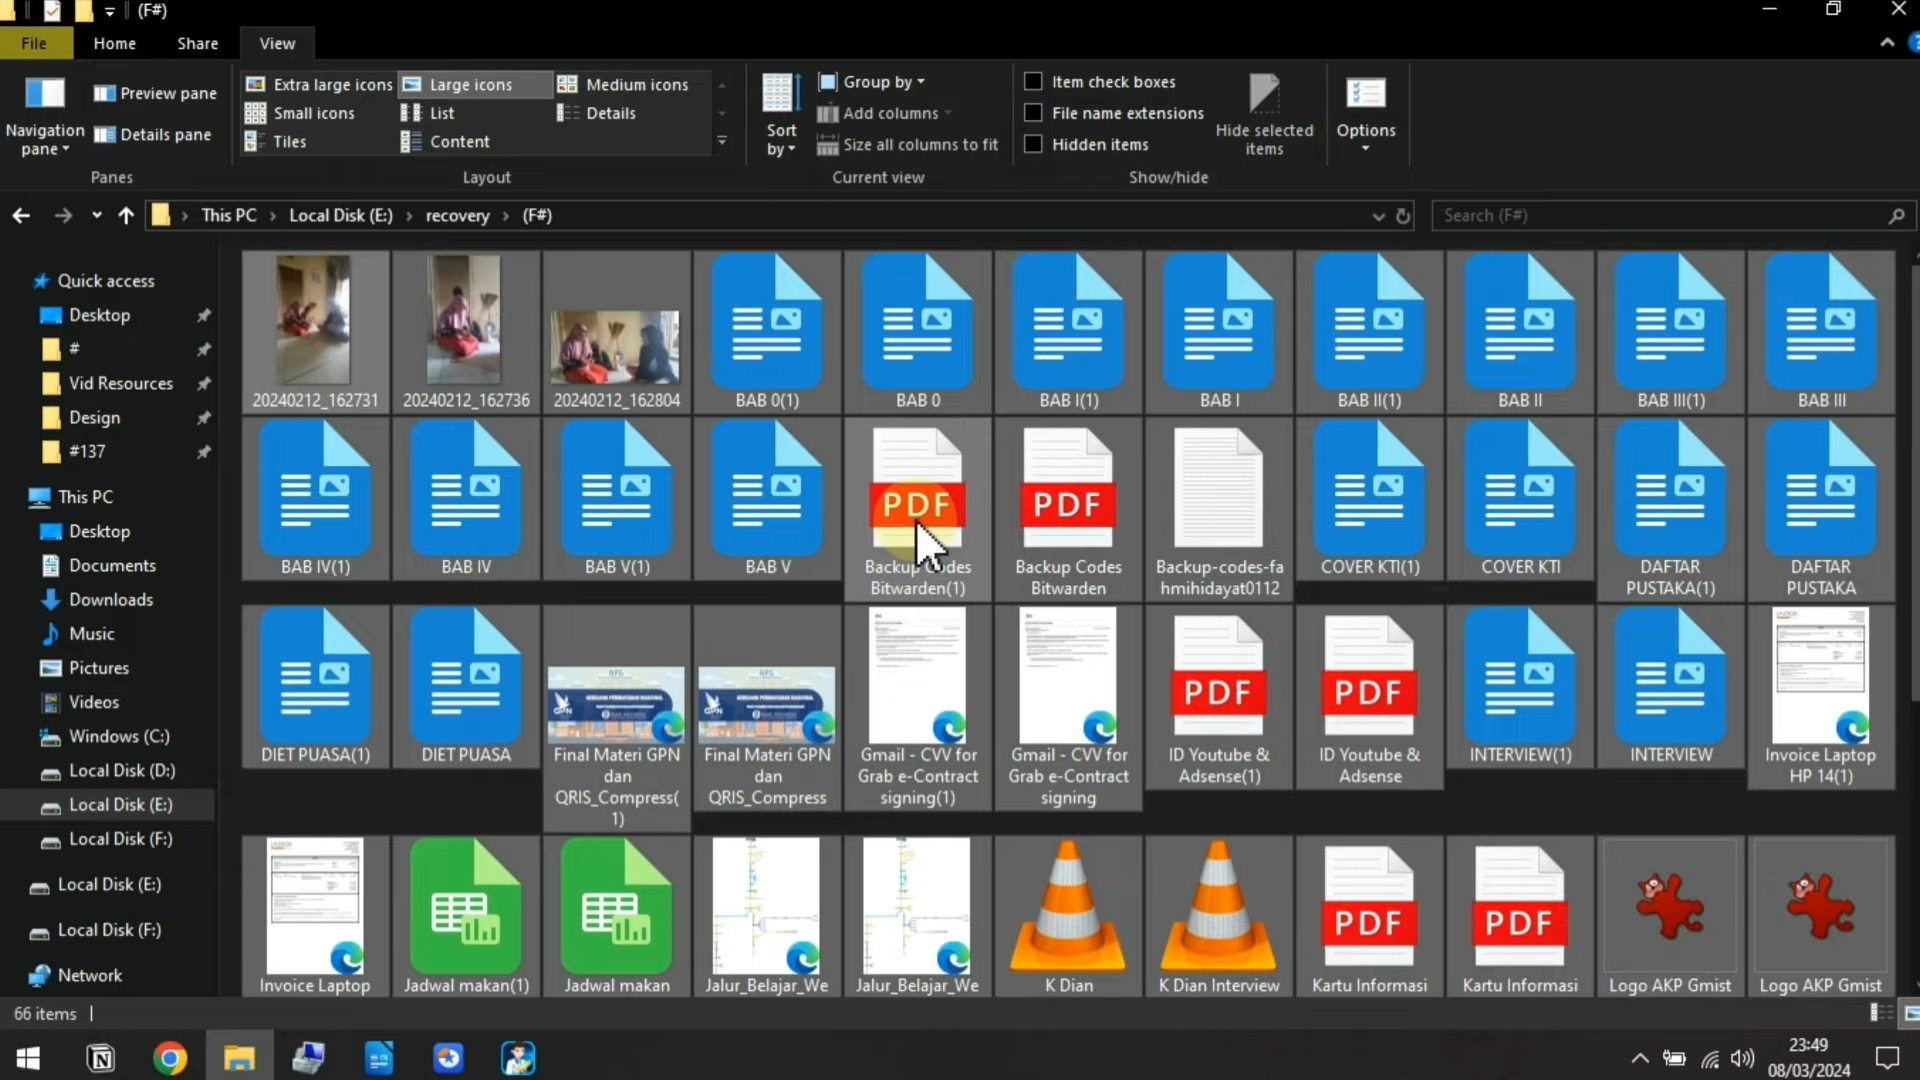 (F#)
File
Home
Share
View
Navigation
pane
Preview pane
Details pane
Panes
Extra large icons
Large icons
Medium icons
Small icons
List
Details
Tiles
Content
Layout
Sort
by
Group by
Add columns
Size all columns to fit
Current view
Item check boxes
File name extensions
Hidden items
Hide selected
items
Show/hide
Options
This PC
Local Disk (E:)
recovery
(F#)
Search (F#)
Quick access
Desktop
#
Vid Resources
Design
#137
This PC
Desktop
Documents
Downloads
Music
Pictures
Videos
Windows (C:)
Local Disk (D:)
Local Disk (E:)
Local Disk (F:)
Local Disk (E:)
Local Disk (F:)
Network
20240212_162731
20240212_162736
20240212_162804
BAB 0(1)
BAB 0
BAB I(1)
BAB I
BAB II(1)
BAB II
BAB III(1)
BAB III
BAB IV(1)
BAB IV
BAB V(1)
BAB V
PDF
Backup Codes
Bitwarden(1)
PDF
Backup Codes
Bitwarden
Backup-codes-fa
hmihidayat0112
COVER KTI(1)
COVER KTI
DAFTAR
PUSTAKA(1)
DAFTAR
PUSTAKA
DIET PUASA(1)
DIET PUASA
Final Materi GPN
dan
QRIS_Compress(
1)
Final Materi GPN
dan
QRIS_Compress
Gmail - CVV for
Grab e-Contract
signing(1)
Gmail - CVV for
Grab e-Contract
signing
PDF
ID Youtube &
Adsense(1)
PDF
ID Youtube &
Adsense
INTERVIEW(1)
INTERVIEW
Invoice Laptop
HP 14(1)
Invoice Laptop
Jadwal makan(1)
Jadwal makan
Jalur_Belajar_We
Jalur_Belajar_We
K Dian
K Dian Interview
PDF
Kartu Informasi
PDF
Kartu Informasi
Logo AKP Gmist
Logo AKP Gmist
66 items
23:49
08/03/2024